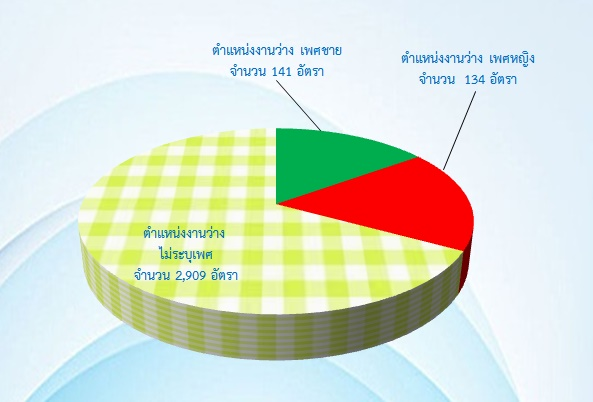 ตำแหน่งงานว่าง เพศชาย
จำนวน 141 อัตรา
ตำแหน่งงานว่าง เพศหญิง
จำนวน 134 อัตรา
ตำแหน่งงานว่าง
ไม่ระบุเพศ
จำนวน 2,909 อัตรา